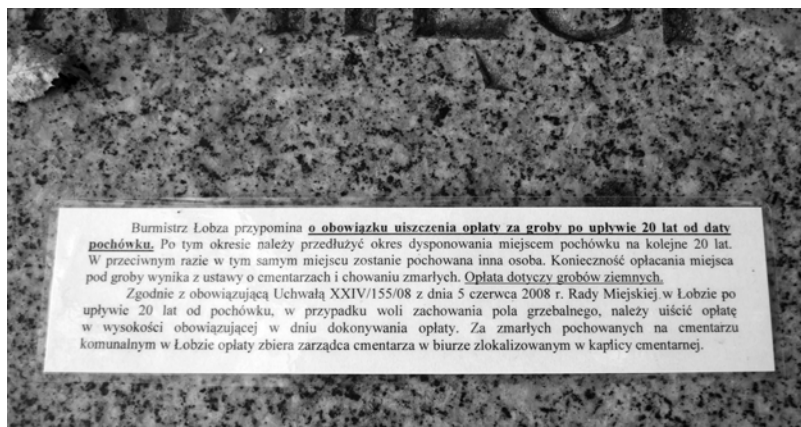 Burmistrz Łobza przypomina o obowiązku uiszczenia opłaty za groby po upływie 20 lat od daty
pochówku. Po tym okresie należy przedłużyć okres dysponowania miejscem pochówku na kolejne 20 lat.
W przeciwnym razie w tym samym miejscu zostanie pochowana inna osoba. Konieczność opłacania miejsca
pod groby wynika z ustawy o cmentarzach i chowaniu zmarłych. Opłata dotyczy grobów ziemnych.
Zgodnie z obowiązującą Uchwałą XXIV/155/08 z dnia 5 czerwca 2008 r. Rady Miejskiej w Łobzie po
upływie 20 lat od pochówku, w przypadku woli zachowania pola grzebalnego, należy uiścić opłatę
w wysokości obowiązującej w dniu dokonywania opłaty. Za zmarłych pochowanych na cmentarzu
komunalnym w Łobzie opłaty zbiera zarządca cmentarza w biurze zlokalizowanym w kaplicy cmentarnej.